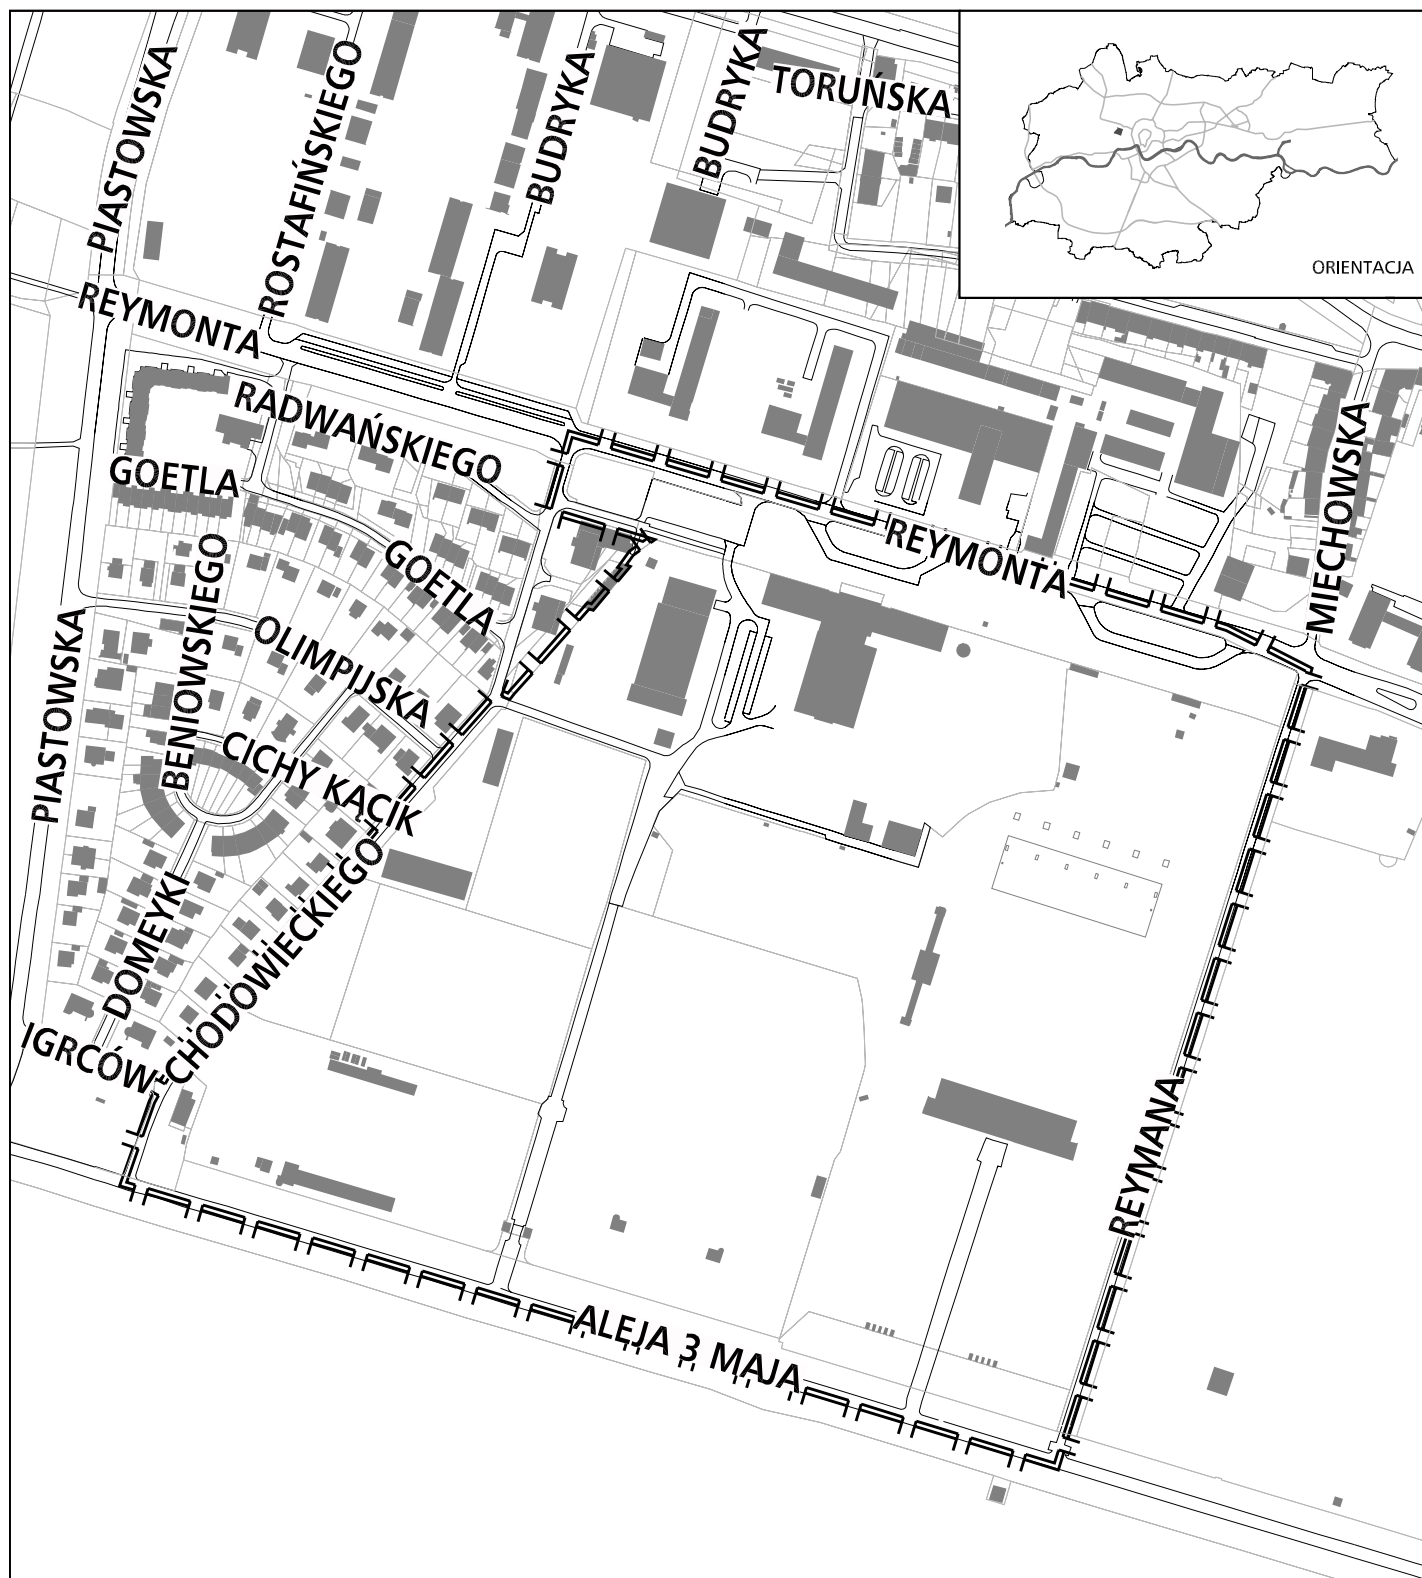 PIASTOWSKA
ROSTAFIŃSKIEGO
BUDRYKA
BUDRYKA
TORUŃSKA
ORIENTACJA
REYMONTA
RADWAŃSKIEGO
GOETLA
MIECHOWSKA
REYMONTA
GOETLA
BENIOWSKIEGO
OLIMPIJSKA
PIASTOWSKA
CICHY KĄCIK
CHODOWIECKIEGO
DOMEYKI
IGRCÓW
REYMANA
ALEJA 3 MAJA